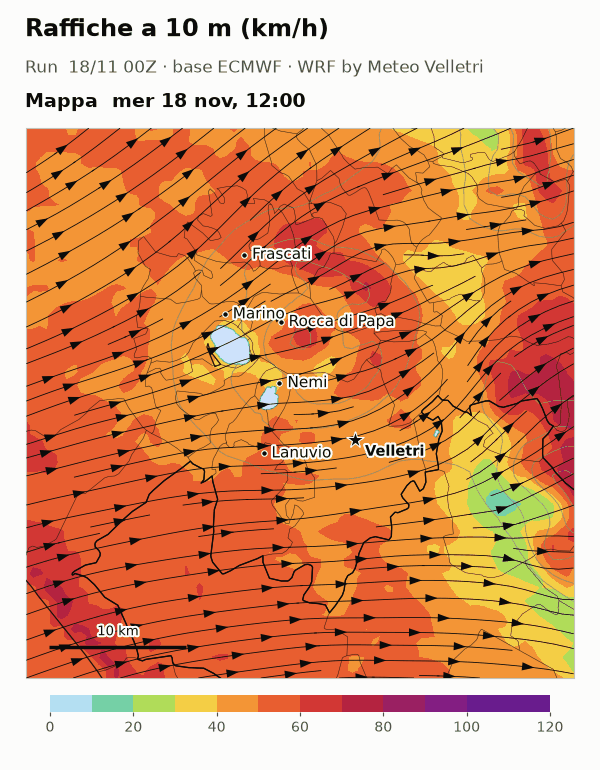 Raffiche a 10 m (km/h)
Run  18/11 00Z · base ECMWF · WRF by Meteo Velletri
Mappa  mer 18 nov, 12:00
Frascati
Marino
Rocca di Papa
Nemi
Velletri
Lanuvio
10 km
0 20 40 60 80 100 120